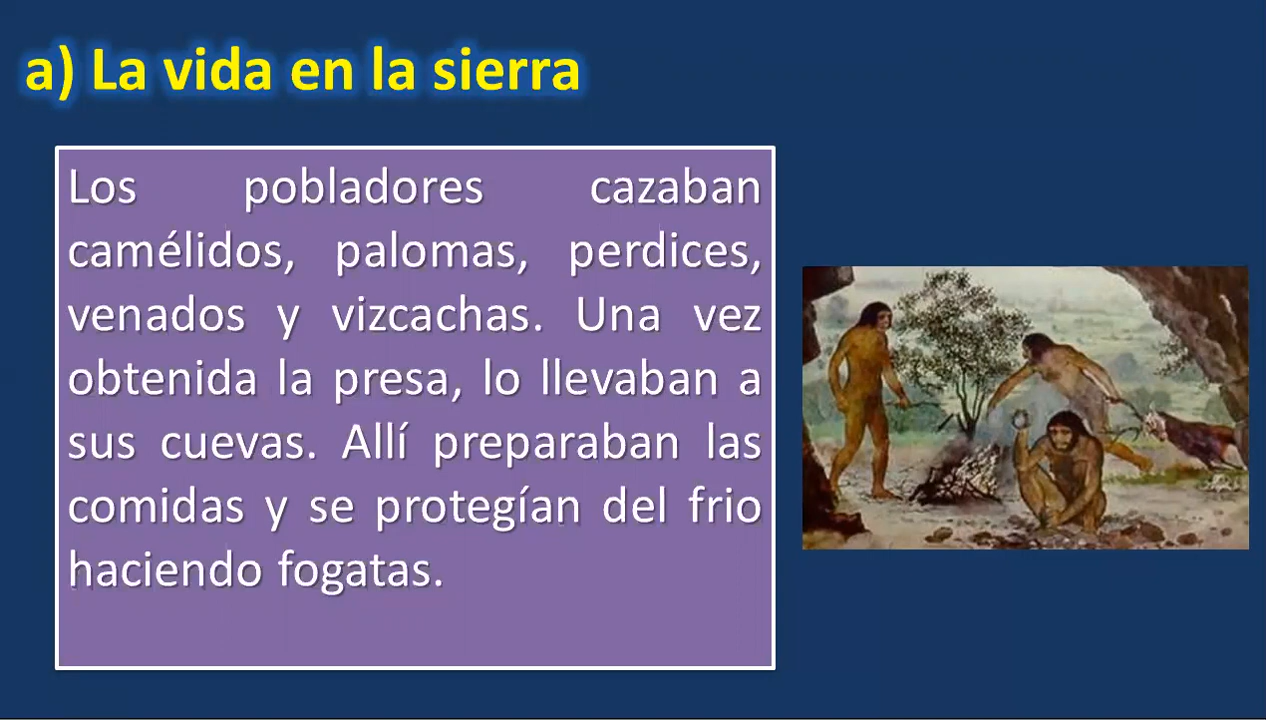 a) La vida en la sierra
Los pobladores cazaban
camélidos, palomas, perdices,
venados y vizcachas. Una vez
obtenida la presa, lo llevaban a
sus cuevas. Allí preparaban las
comidas y se protegían del frio
haciendo fogatas.